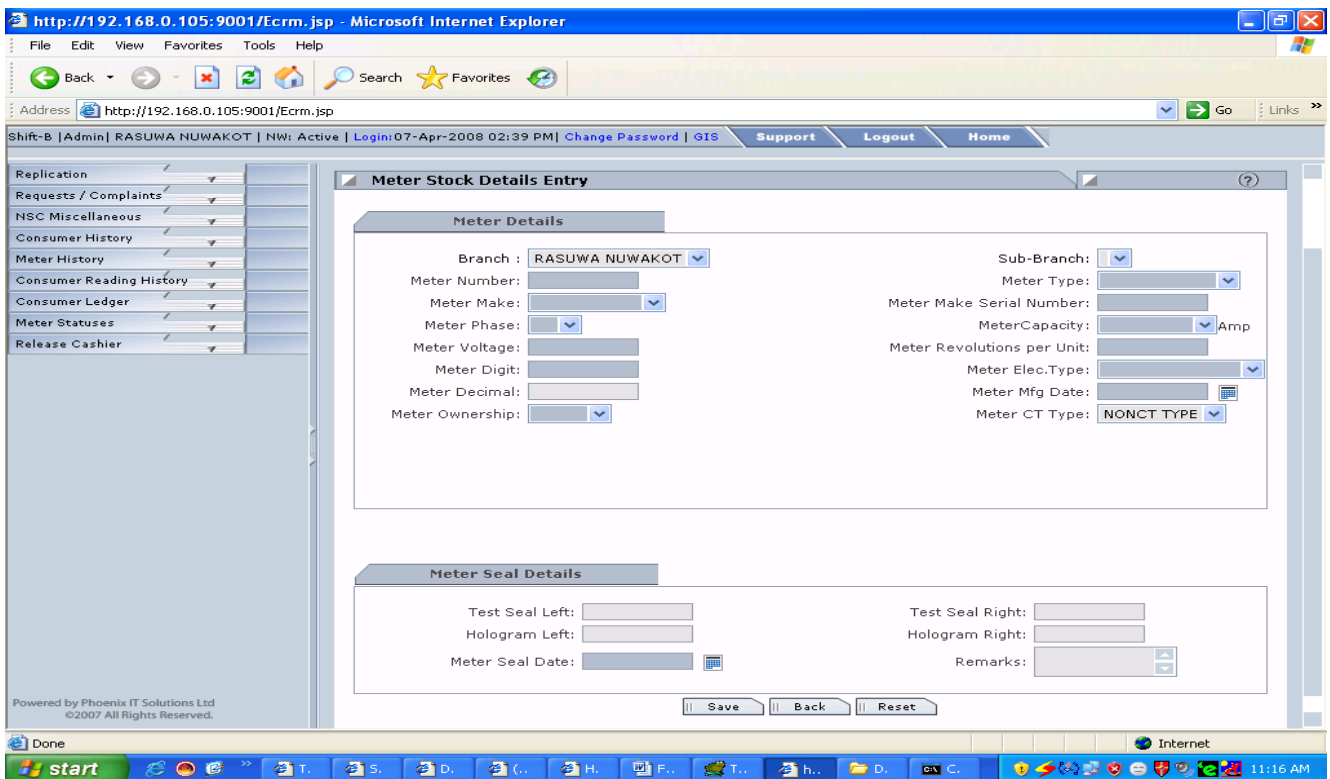 http://192.168.0.105:9001/Ecrm.jsp - Microsoft Internet Explorer
File Edit View Favorites Tools Help
Back Search Favorites
Address http://192.168.0.105:9001/Ecrm.jsp Go Links »
Shift-B |Admin| RASUWA NUWAKOT | NW: Active | Login:07-Apr-2008 02:39 PM| Change Password | GIS Support Logout Home
Replication
Requests / Complaints
NSC Miscellaneous
Consumer History
Meter History
Consumer Reading History
Consumer Ledger
Meter Statuses
Release Cashier
Meter Stock Details Entry (?)
Meter Details
Branch : RASUWA NUWAKOT Sub-Branch:
Meter Number: Meter Type:
Meter Make: Meter Make Serial Number:
Meter Phase: MeterCapacity: Amp
Meter Voltage: Meter Revolutions per Unit:
Meter Digit: Meter Elec.Type:
Meter Decimal: Meter Mfg Date:
Meter Ownership: Meter CT Type: NONCT TYPE
Meter Seal Details
Test Seal Left: Test Seal Right:
Hologram Left: Hologram Right:
Meter Seal Date: Remarks:
Save Back Reset
Powered by Phoenix IT Solutions Ltd
©2007 All Rights Reserved.
Done Internet
start » T. S. D. (.. H. F.. T.. h.. D. C. 11:16 AM